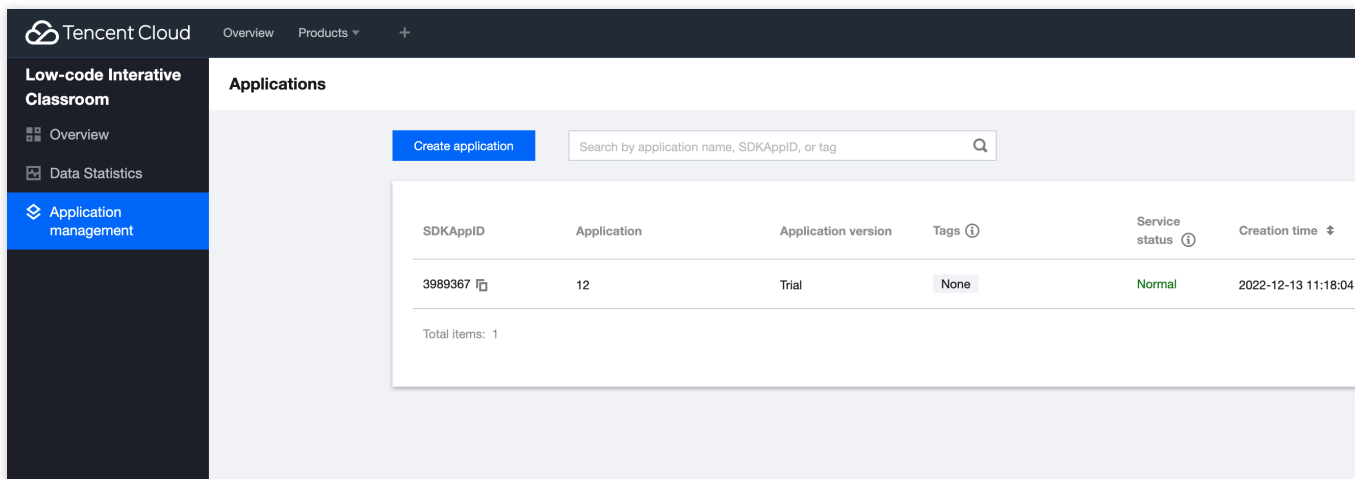 Tencent Cloud
Overview
Products
Low-code Interative
Classroom
Overview
Data Statistics
Application
management
Applications
Create application
Search by application name, SDKAppID, or tag
SDKAppID
Application
Application version
Tags
Service
status
Creation time
3989367
12
Trial
None
Normal
2022-12-13 11:18:04
Total items: 1